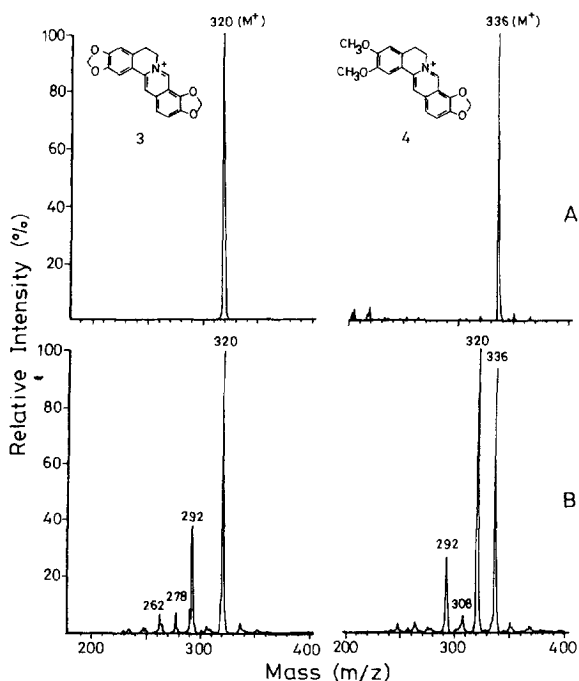 320 (M+)
336 (M+)
100
80
60
40
20
O
O
N+
O
O
3
CH3O
CH3O
N+
O
O
4
A
Relative Intensity (%)
320
320
336
100
80
60
40
20
292
278
262
292
308
B
200
300
400
200
300
400
Mass (m/z)